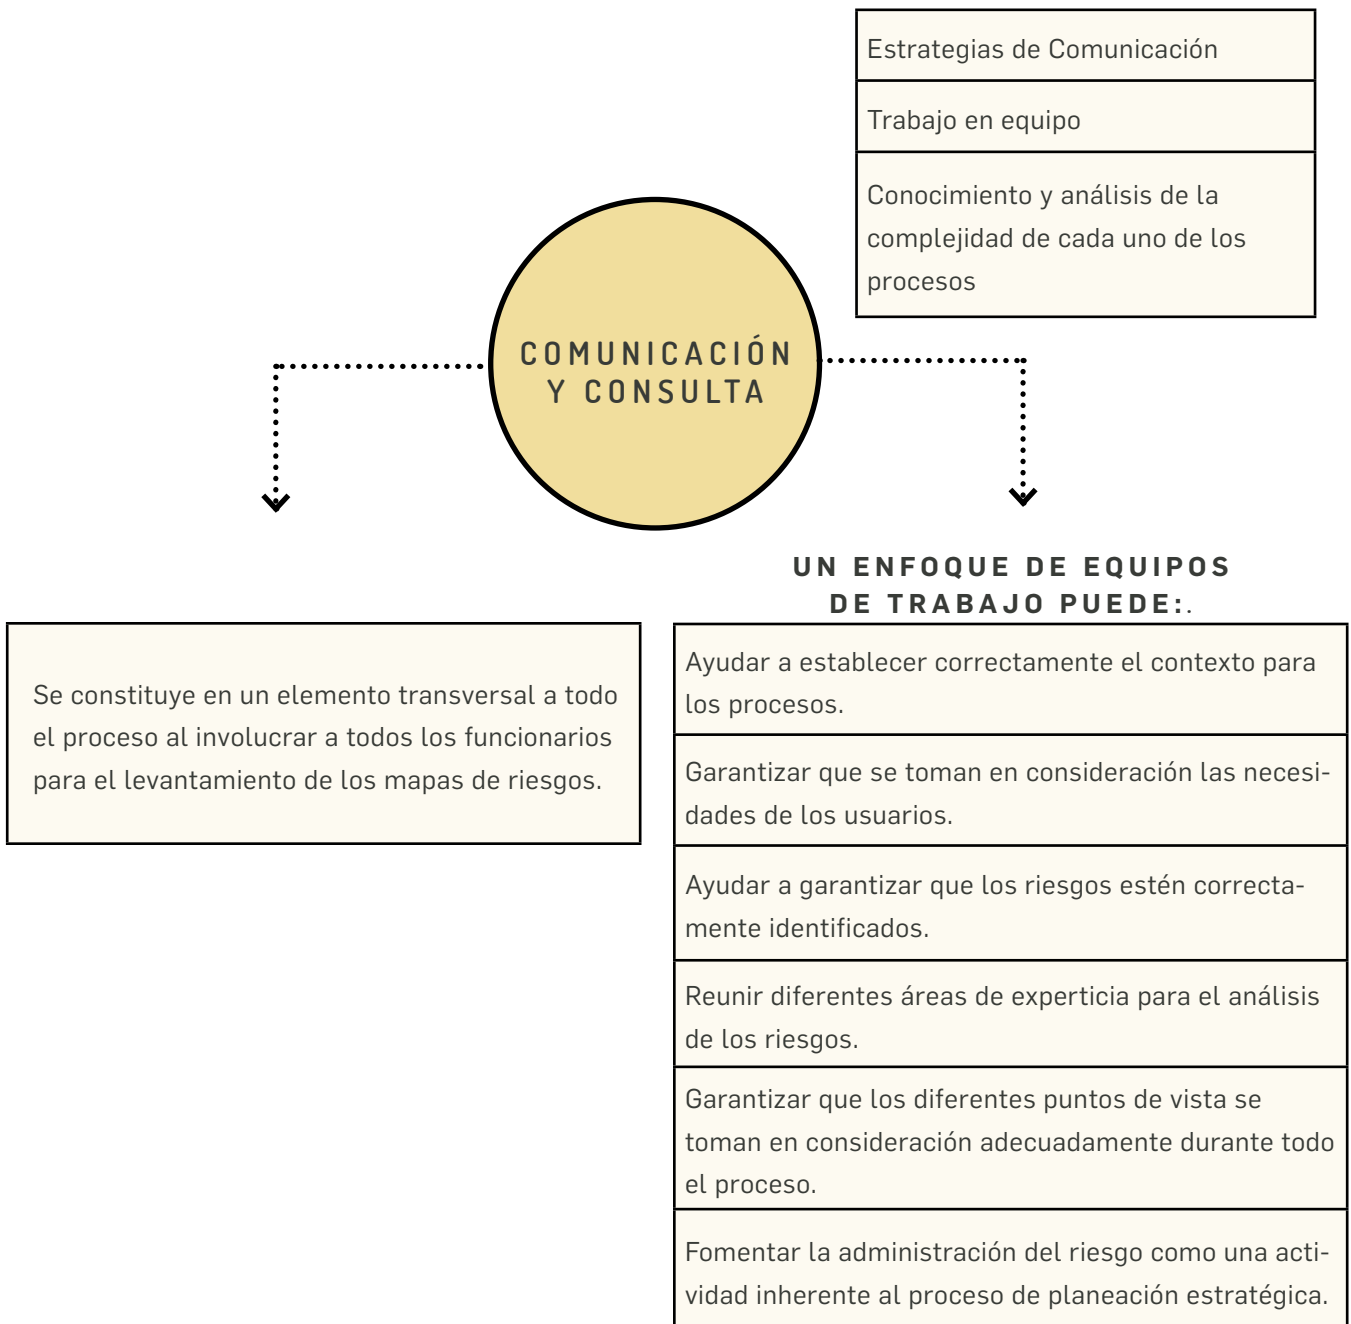 Estrategias de Comunicación
Trabajo en equipo
Conocimiento y análisis de la
complejidad de cada uno de los
procesos
COMUNICACIÓN
Y CONSULTA
Se constituye en un elemento transversal a todo
el proceso al involucrar a todos los funcionarios
para el levantamiento de los mapas de riesgos.
UN ENFOQUE DE EQUIPOS
DE TRABAJO PUEDE:.
Ayudar a establecer correctamente el contexto para
los procesos.
Garantizar que se toman en consideración las necesi-
dades de los usuarios.
Ayudar a garantizar que los riesgos estén correcta-
mente identificados.
Reunir diferentes áreas de experticia para el análisis
de los riesgos.
Garantizar que los diferentes puntos de vista se
toman en consideración adecuadamente durante todo
el proceso.
Fomentar la administración del riesgo como una acti-
vidad inherente al proceso de planeación estratégica.